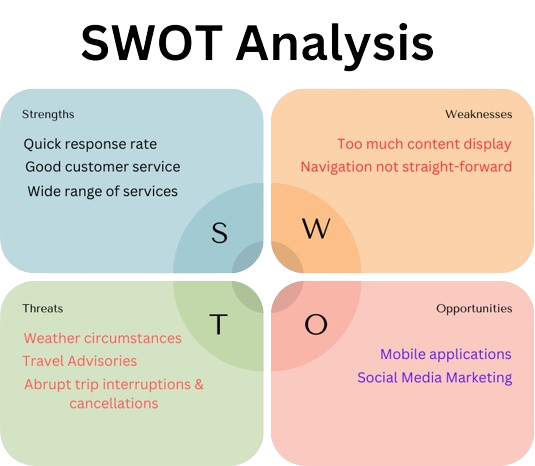 SWOT Analysis
Strengths
Quick response rate
Good customer service
Wide range of services
S
Weaknesses
Too much content display
Navigation not straight-forward
W
Threats
Weather circumstances
Travel Advisories
Abrupt trip interruptions &
cancellations
T
Opportunities
Mobile applications
Social Media Marketing
O